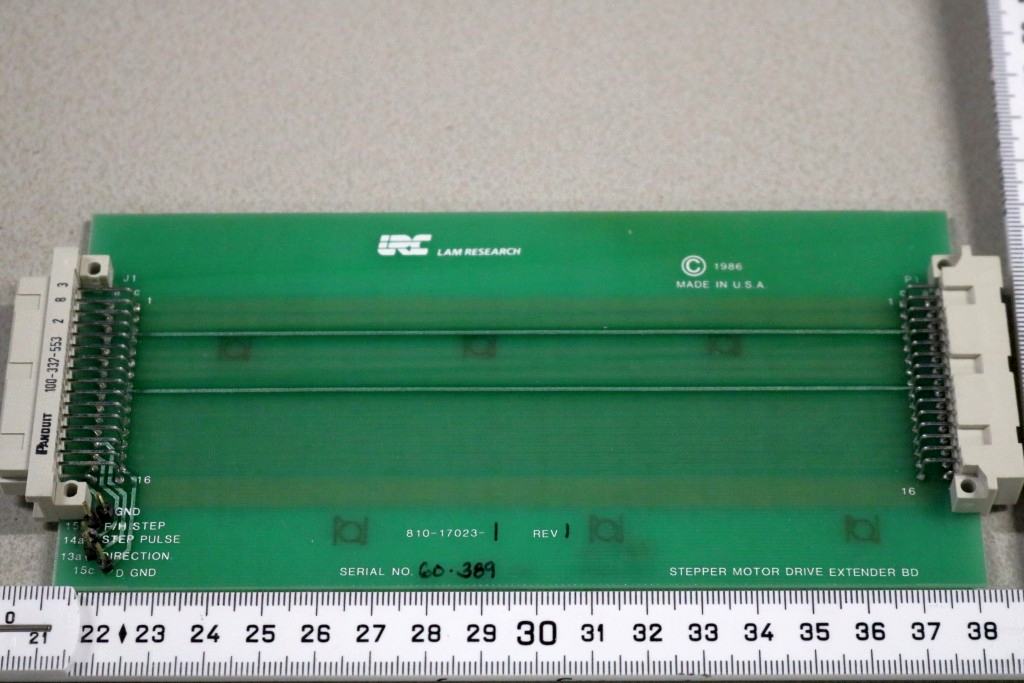 LRC LAM RESEARCH
© 1986
MADE IN U.S.A.
J1
1
1
PANDUIT 100-332-553 2 8 3
16
16
GND
F/H STEP
14a STEP PULSE
13a DIRECTION
15c D GND
810-17023-1 REV 1
SERIAL NO. 60-389
STEPPER MOTOR DRIVE EXTENDER BD
0
21 22 23 24 25 26 27 28 29 30 31 32 33 34 35 36 37 38